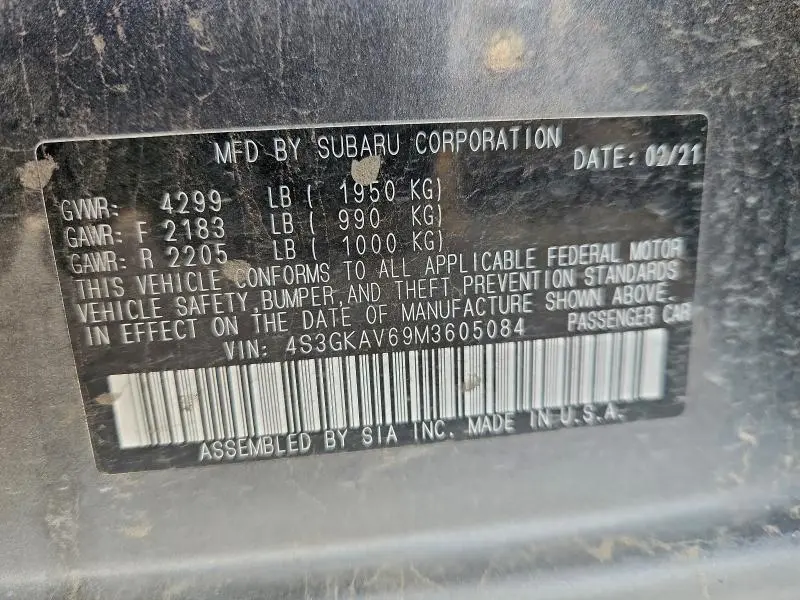 MFD BY SUBARU CORPORATION DATE: 02/21
GVWR: 4299 LB ( 1950 KG)
GAWR: F 2183 LB ( 990 KG)
GAWR: R 2205 LB ( 1000 KG)
THIS VEHICLE CONFORMS TO ALL APPLICABLE FEDERAL MOTOR
VEHICLE SAFETY, BUMPER, AND THEFT PREVENTION STANDARDS
IN EFFECT ON THE DATE OF MANUFACTURE SHOWN ABOVE.
VIN: 4S3GKAV69M3605084 PASSENGER CAR
ASSEMBLED BY SIA INC. MADE IN U.S.A.